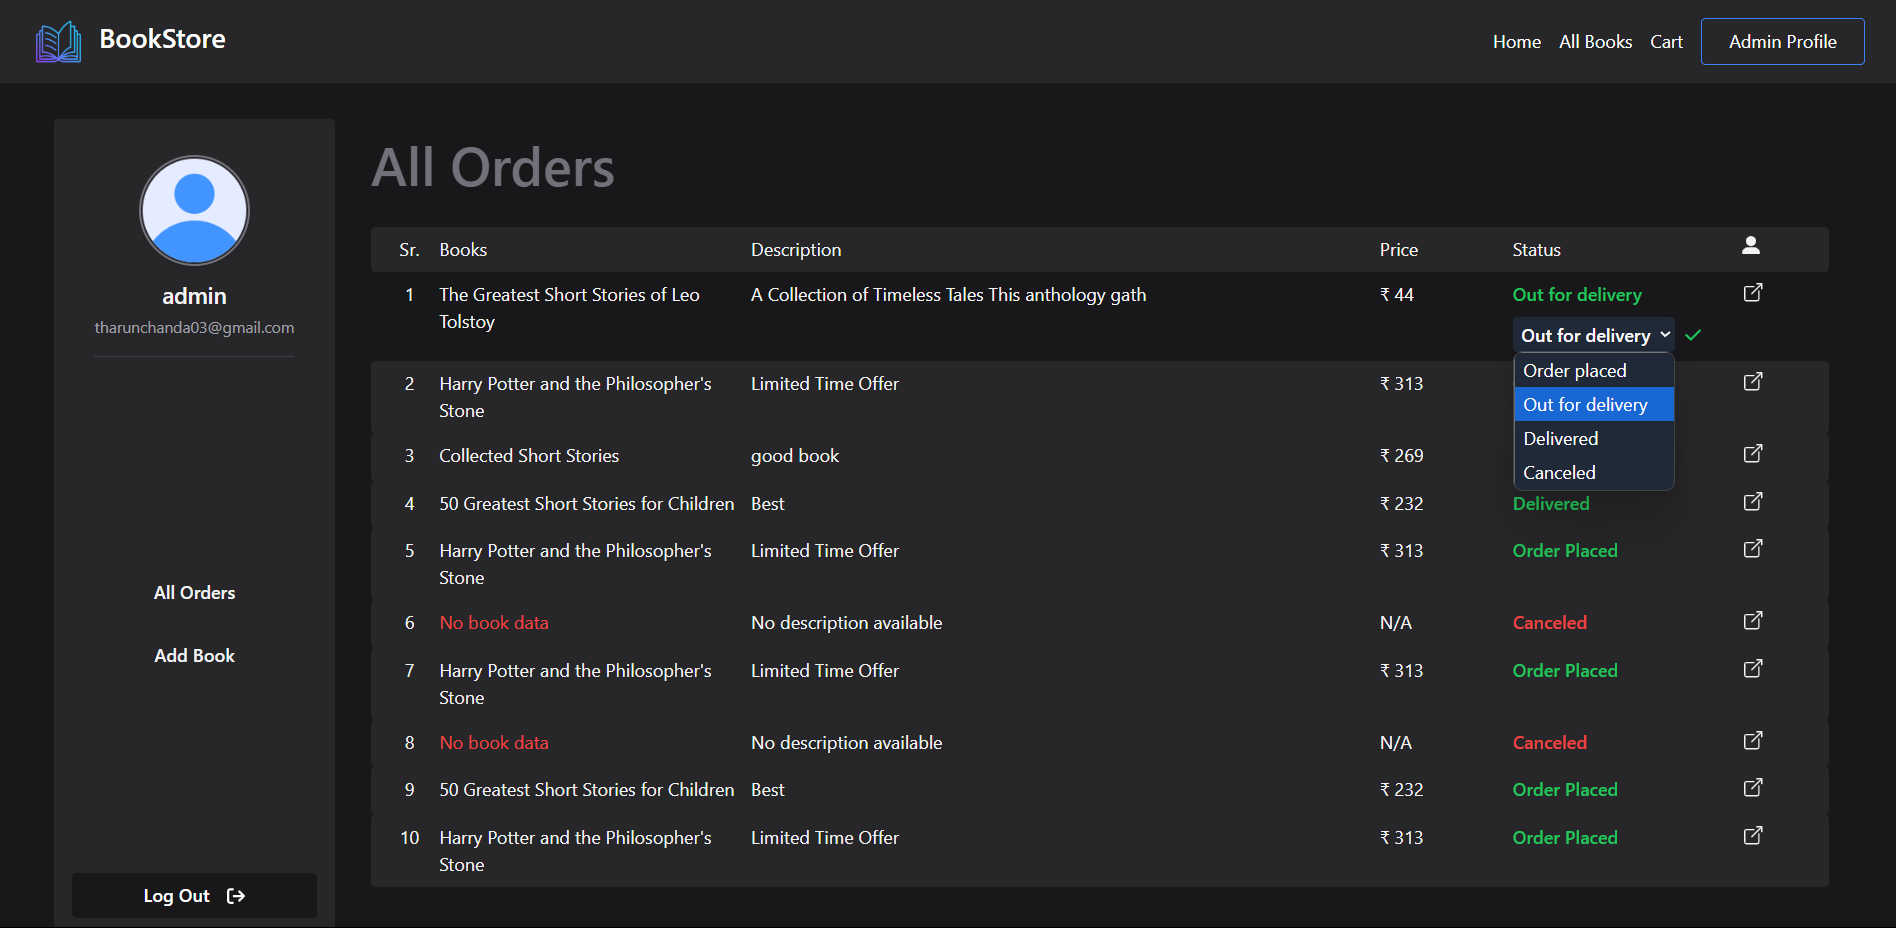 BookStore
Home All Books Cart Admin Profile
admin
tharunchanda03@gmail.com
All Orders
Add Book
Log Out
All Orders
Sr. Books Description Price Status
1 The Greatest Short Stories of Leo A Collection of Timeless Tales This anthology gath ₹ 44 Out for delivery
Tolstoy
Out for delivery
Order placed
Out for delivery
Delivered
Canceled
2 Harry Potter and the Philosopher's Limited Time Offer ₹ 313
Stone
3 Collected Short Stories good book ₹ 269
4 50 Greatest Short Stories for Children Best ₹ 232 Delivered
5 Harry Potter and the Philosopher's Limited Time Offer ₹ 313 Order Placed
Stone
6 No book data No description available N/A Canceled
7 Harry Potter and the Philosopher's Limited Time Offer ₹ 313 Order Placed
Stone
8 No book data No description available N/A Canceled
9 50 Greatest Short Stories for Children Best ₹ 232 Order Placed
10 Harry Potter and the Philosopher's Limited Time Offer ₹ 313 Order Placed
Stone